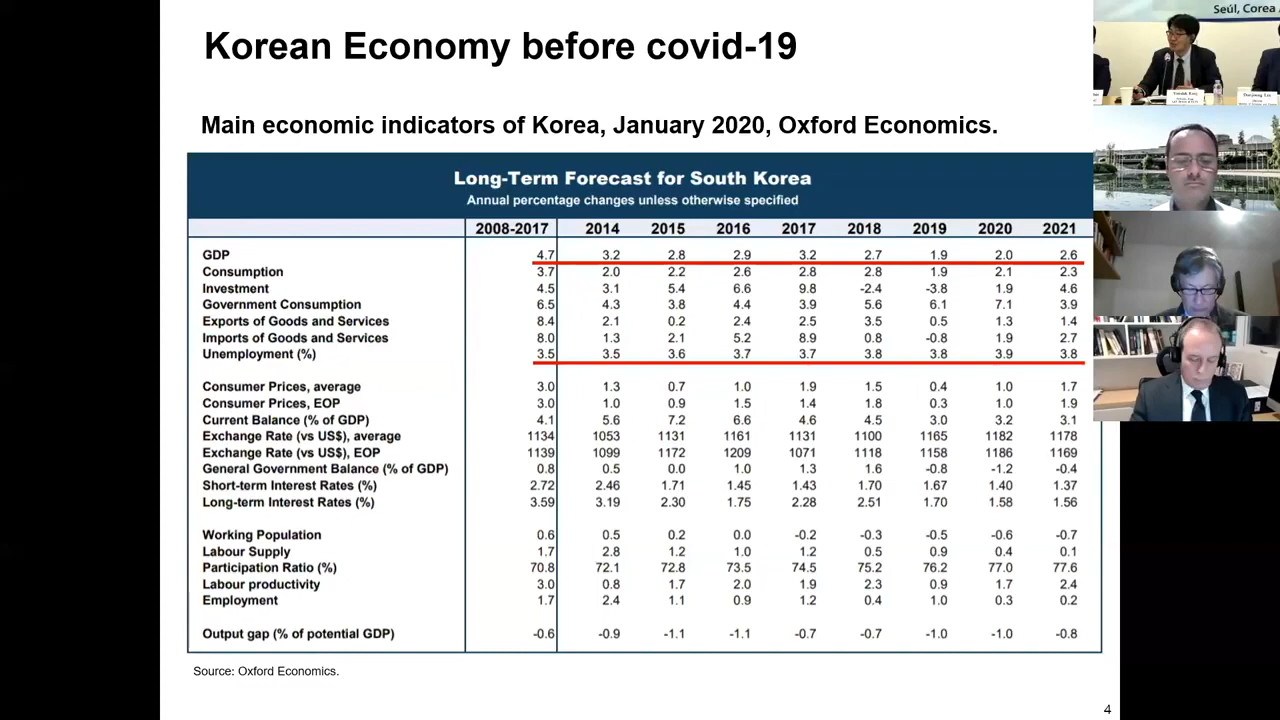 Korean Economy before covid-19
Seúl, Corea
Main economic indicators of Korea, January 2020, Oxford Economics.
Long-Term Forecast for South Korea
Annual percentage changes unless otherwise specified
2008-2017 2014 2015 2016 2017 2018 2019 2020 2021
GDP 4.7 3.2 2.8 2.9 3.2 2.7 1.9 2.0 2.6
Consumption 3.7 2.0 2.2 2.6 2.8 2.8 1.9 2.1 2.3
Investment 4.5 3.1 5.4 6.6 9.8 -2.4 -3.8 1.9 4.6
Government Consumption 6.5 4.3 3.8 4.4 3.9 5.6 6.1 7.1 3.9
Exports of Goods and Services 8.4 2.1 0.2 2.4 2.5 3.5 0.5 1.3 1.4
Imports of Goods and Services 8.0 1.3 2.1 5.2 8.9 0.8 -0.8 1.9 2.7
Unemployment (%) 3.5 3.5 3.6 3.7 3.7 3.8 3.8 3.9 3.8
Consumer Prices, average 3.0 1.3 0.7 1.0 1.9 1.5 0.4 1.0 1.7
Consumer Prices, EOP 3.0 1.0 0.9 1.5 1.4 1.8 0.3 1.0 1.9
Current Balance (% of GDP) 4.1 5.6 7.2 6.6 4.6 4.5 3.0 3.2 3.1
Exchange Rate (vs US$), average 1134 1053 1131 1161 1131 1100 1165 1182 1178
Exchange Rate (vs US$), EOP 1139 1099 1172 1209 1071 1118 1158 1186 1169
General Government Balance (% of GDP) 0.8 0.5 0.0 1.0 1.3 1.6 -0.8 -1.2 -0.4
Short-term Interest Rates (%) 2.72 2.46 1.71 1.45 1.43 1.70 1.67 1.40 1.37
Long-term Interest Rates (%) 3.59 3.19 2.30 1.75 2.28 2.51 1.70 1.58 1.56
Working Population 0.6 0.5 0.2 0.0 -0.2 -0.3 -0.5 -0.6 -0.7
Labour Supply 1.7 2.8 1.2 1.0 1.2 0.5 0.9 0.4 0.1
Participation Ratio (%) 70.8 72.1 72.8 73.5 74.5 75.2 76.2 77.0 77.6
Labour productivity 3.0 0.8 1.7 2.0 1.9 2.3 0.9 1.7 2.4
Employment 1.7 2.4 1.1 0.9 1.2 0.4 1.0 0.3 0.2
Output gap (% of potential GDP) -0.6 -0.9 -1.1 -1.1 -0.7 -0.7 -1.0 -1.0 -0.8
Source: Oxford Economics.
4